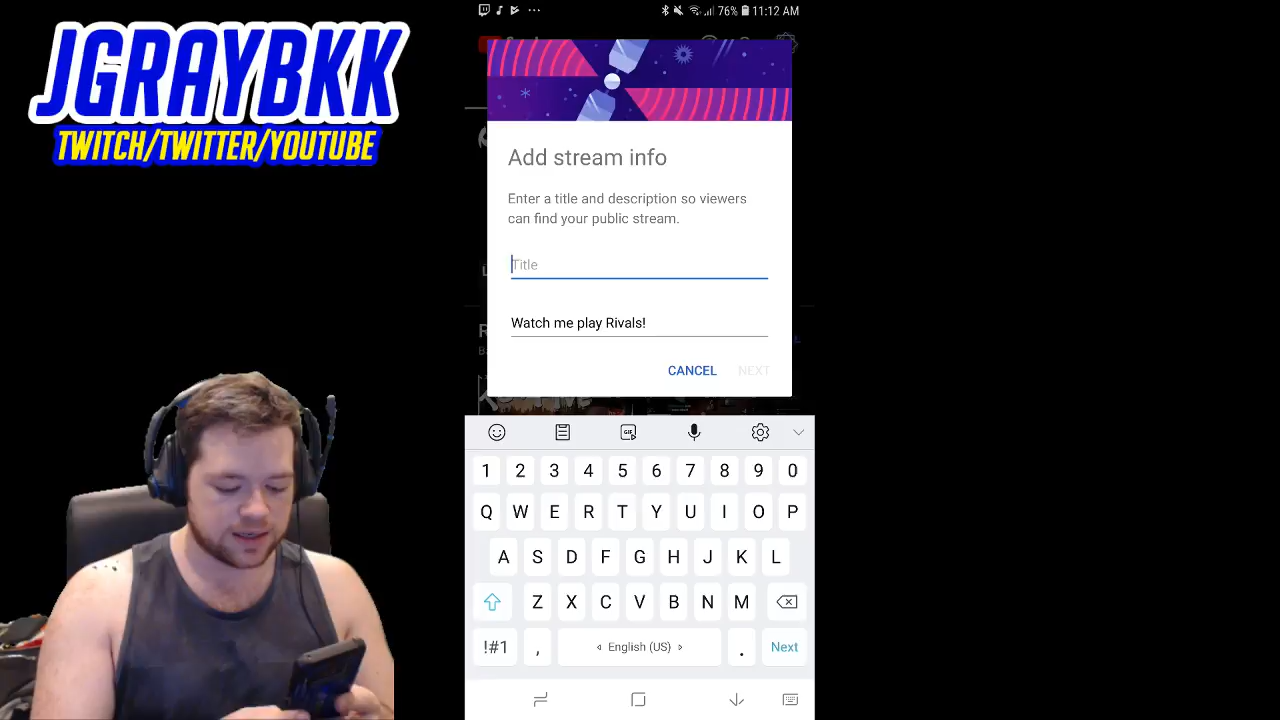 JGRAYBKK
TWITCH/TWITTER/YOUTUBE
76% 11:12 AM
Add stream info
Enter a title and description so viewers
can find your public stream.
Title
Watch me play Rivals!
CANCEL NEXT
GIF
1 2 3 4 5 6 7 8 9 0
Q W E R T Y U I O P
A S D F G H J K L
Z X C V B N M
!#1 , English (US) . Next